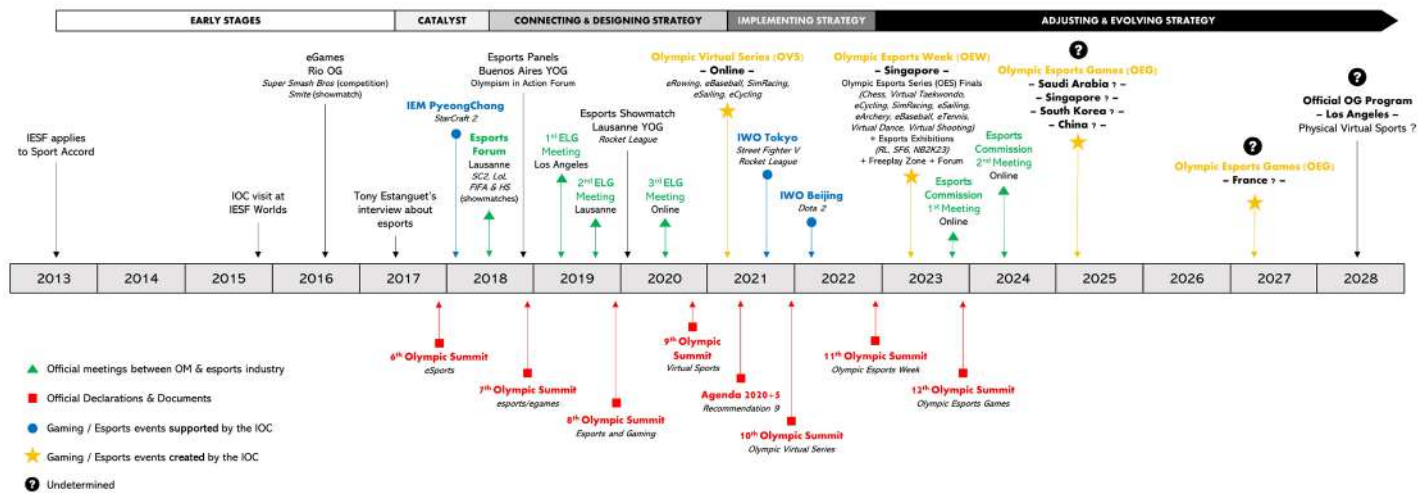 EARLY STAGES
CATALYST
CONNECTING & DESIGNING STRATEGY
IMPLEMENTING STRATEGY
ADJUSTING & EVOLVING STRATEGY
IESF applies
to Sport Accord
IOC visit at
IESF Worlds
eGames
Rio OG
Super Smash Bros (competition)
Smite (showmatch)
Tony Estanguet's
interview about
esports
IEM PyeongChang
StarCraft 2
Esports
Forum
Lausanne
SC2, LoL
FIFA & HS
(showmatches)
Esports Panels
Buenos Aires YOG
Olympism in Action Forum
1st ELG
Meeting
Los Angeles
2nd ELG
Meeting
Lausanne
Esports Showmatch
Lausanne YOG
Rocket League
3rd ELG
Meeting
Online
Olympic Virtual Series (OVS)
– Online –
eRowing, eBaseball, SimRacing,
eSailing, eCycling
IWO Tokyo
Street Fighter V
Rocket League
IWO Beijing
Dota 2
Olympic Esports Week (OEW)
– Singapore –
Olympic Esports Series (OES) Finals
(Chess, Virtual Taekwondo,
eCycling, SimRacing, eSailing,
eArchery, eBaseball, eTennis,
Virtual Dance, Virtual Shooting)
+ Esports Exhibitions
(RL, SF6, NB2K23)
+ Freeplay Zone + Forum
Esports
Commission
1st Meeting
Online
Esports
Commission
2nd Meeting
Online
?
Olympic Esports Games (OEG)
– Saudi Arabia ? –
– Singapore ? –
– South Korea ? –
– China ? –
?
Olympic Esports Games (OEG)
– France ? –
?
Official OG Program
– Los Angeles –
Physical Virtual Sports ?
2013
2014
2015
2016
2017
2018
2019
2020
2021
2022
2023
2024
2025
2026
2027
2028
6th Olympic Summit
eSports
7th Olympic Summit
esports/egames
8th Olympic Summit
Esports and Gaming
9th Olympic
Summit
Virtual Sports
Agenda 2020+5
Recommendation 9
10th Olympic Summit
Olympic Virtual Series
11th Olympic Summit
Olympic Esports Week
12th Olympic Summit
Olympic Esports Games
Official meetings between OM & esports industry
Official Declarations & Documents
Gaming / Esports events supported by the IOC
Gaming / Esports events created by the IOC
? Undetermined